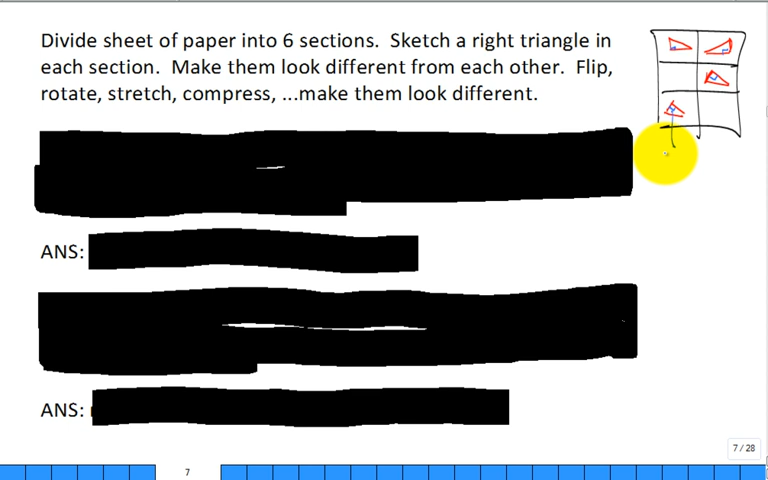 Divide sheet of paper into 6 sections.  Sketch a right triangle in
each section.  Make them look different from each other.  Flip,
rotate, stretch, compress, ...make them look different.
ANS:
ANS:
7 / 28
7